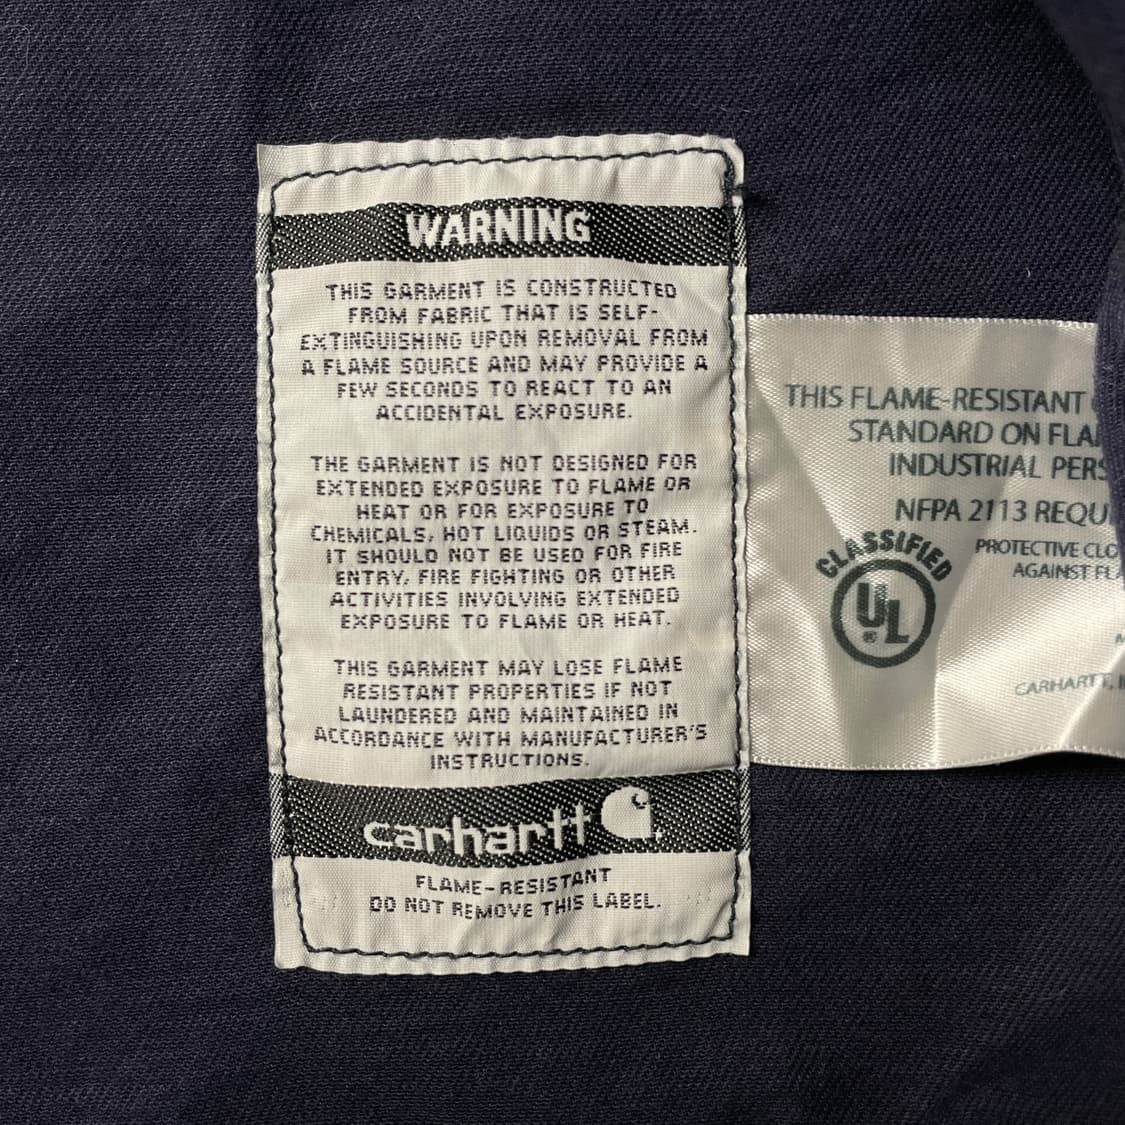 WARNING
THIS GARMENT IS CONSTRUCTED
FROM FABRIC THAT IS SELF-
EXTINGUISHING UPON REMOVAL FROM
A FLAME SOURCE AND MAY PROVIDE A
FEW SECONDS TO REACT TO AN
ACCIDENTAL EXPOSURE.
THE GARMENT IS NOT DESIGNED FOR
EXTENDED EXPOSURE TO FLAME OR
HEAT OR FOR EXPOSURE TO
CHEMICALS, HOT LIQUIDS OR STEAM.
IT SHOULD NOT BE USED FOR FIRE
ENTRY, FIRE FIGHTING OR OTHER
ACTIVITIES INVOLVING EXTENDED
EXPOSURE TO FLAME OR HEAT.
THIS GARMENT MAY LOSE FLAME
RESISTANT PROPERTIES IF NOT
LAUNDERED AND MAINTAINED IN
ACCORDANCE WITH MANUFACTURER'S
INSTRUCTIONS.
carhartt
FLAME-RESISTANT
DO NOT REMOVE THIS LABEL.
THIS FLAME-RESISTANT
STANDARD ON
INDUSTRIAL
NFPA 2113
CLASSIFIED
UL
®
PROTECTIVE
AGAINST
CARHARTT,